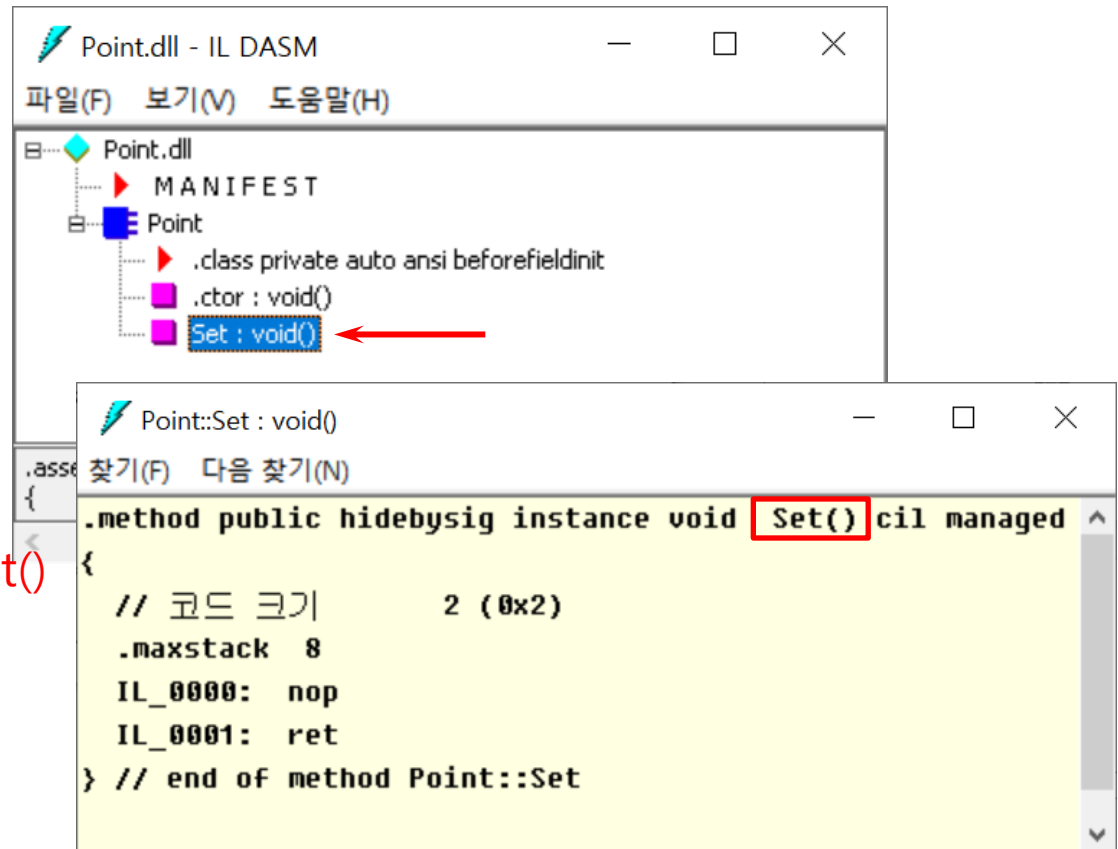 Point.dll - IL DASM
파일(F) 보기(V) 도움말(H)
Point.dll
M A N I F E S T
Point
.class private auto ansi beforefieldinit
.ctor : void()
Set : void()
Point::Set : void()
찾기(F) 다음 찾기(N)
.asse
{
t()
.method public hidebysig instance void Set() cil managed
{
// 코드 크기 2 (0x2)
.maxstack 8
IL_0000: nop
IL_0001: ret
} // end of method Point::Set